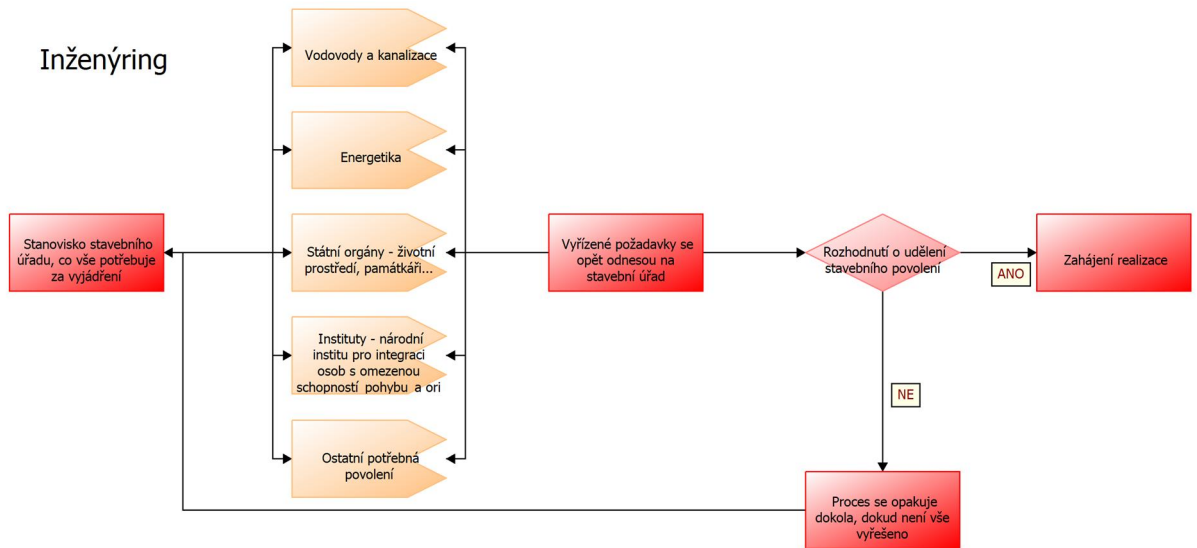 Inženýring
Vodovody a kanalizace
Energetika
Stanovisko stavebního
úřadu, co vše potřebuje
za vyjádření
Státní orgány - životní
prostředí, památkáři...
Vyřízené požadavky se
opět odnesou na
stavební úřad
Rozhodnutí o udělení
stavebního povolení
ANO
Zahájení realizace
Instituty - národní
institu pro integraci
osob s omezenou
schopností pohybu a ori
NE
Ostatní potřebná
povolení
Proces se opakuje
dokola, dokud není vše
vyřešeno